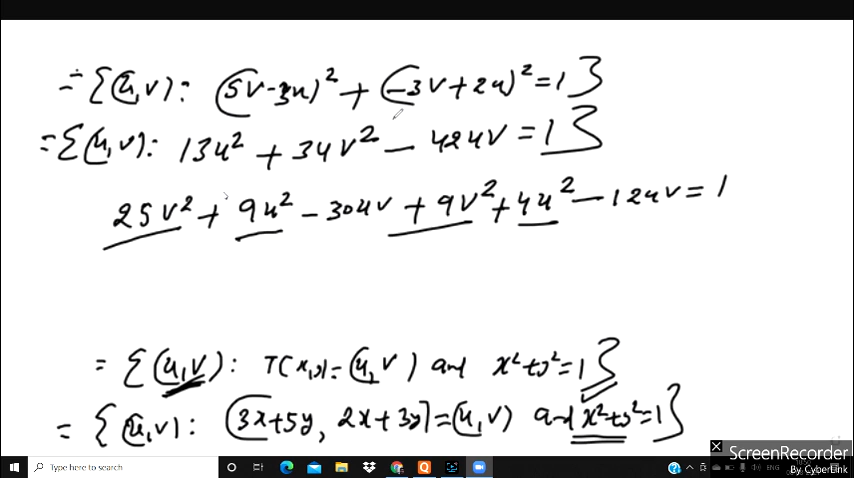 = {(u,v): (5v-3u)² + (-3v+2u)² = 1}
= {(u,v): 13u² + 34v² - 42uv = 1}
25v² + 9u² - 30uv + 9v² + 4u² - 12uv = 1
= {(u,v): T(x,y) = (u,v) and x²+y²=1}
= {(u,v): (3x+5y, 2x+3y) = (u,v) and x²+y²=1}
Type here to search
ENG
ScreenRecorder
By CyberLink